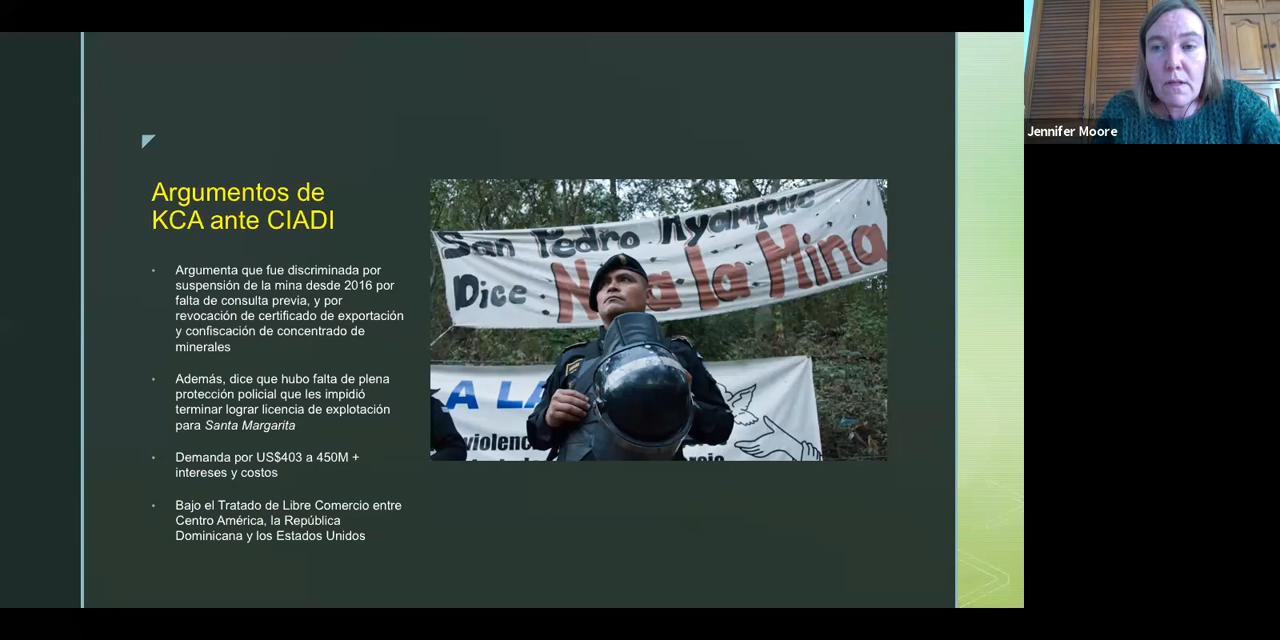 Argumentos de
KCA ante CIADI
• Argumenta que fue discriminada por
suspensión de la mina desde 2016 por
falta de consulta previa, y por
revocación de certificado de exportación
y confiscación de concentrado de
minerales
• Además, dice que hubo falta de plena
protección policial que les impidió
terminar lograr licencia de explotación
para Santa Margarita
• Demanda por US$403 a 450M +
intereses y costos
• Bajo el Tratado de Libre Comercio entre
Centro América, la República
Dominicana y los Estados Unidos
San Pedro Ayampuc
Dice No a la Mina
A LA
violenc
Jennifer Moore